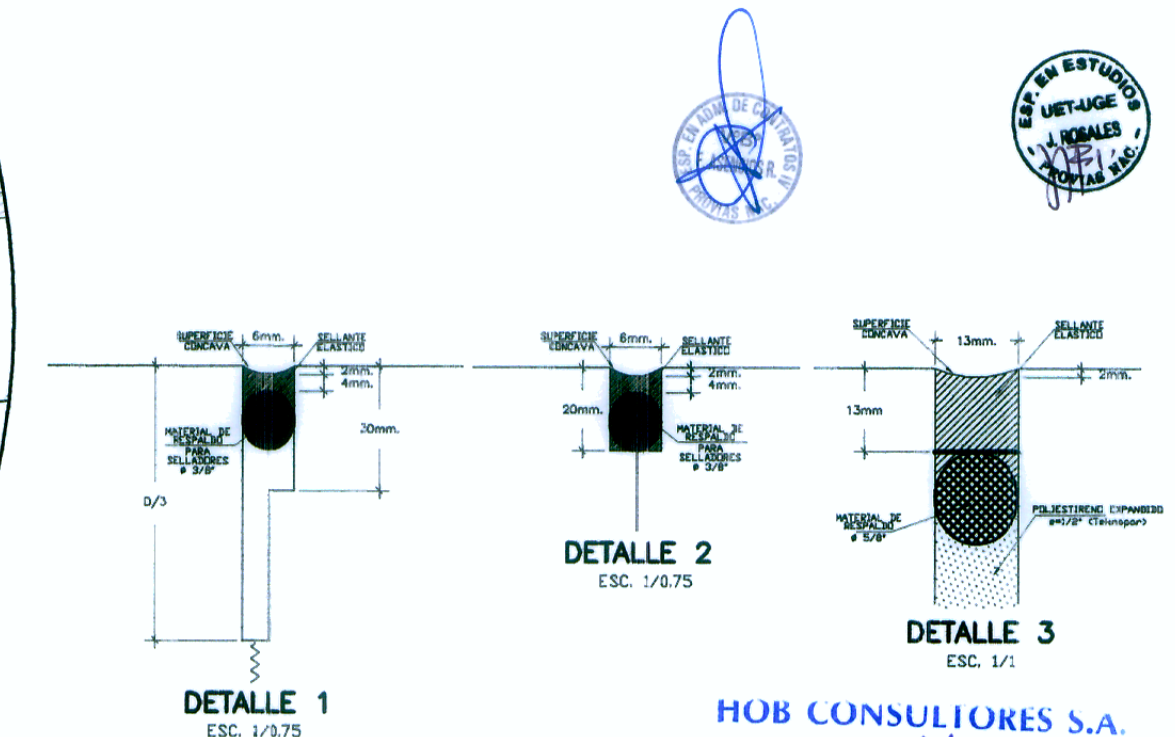 ESP. EN ADM. DE CONTRATOS IV
PROVIAS NAC.
ESP. EN ESTUDIOS
UET-UGE
J. ROSALES
- PROVIAS NAC. -
SUPERFICIE
CONCAVA
6mm.
SELLANTE
ELASTICO
2mm.
4mm.
30mm.
MATERIAL DE
RESPALDO
PARA
SELLADORES
ø 3/8"
D/3
DETALLE 1
ESC. 1/0.75
SUPERFICIE
CONCAVA
6mm.
SELLANTE
ELASTICO
2mm.
4mm.
20mm.
MATERIAL DE
RESPALDO
PARA
SELLADORES
ø 3/8"
DETALLE 2
ESC. 1/0.75
SUPERFICIE
CONCAVA
13mm.
SELLANTE
ELASTICO
2mm.
13mm
MATERIAL DE
RESPALDO
ø 5/8"
POLIESTIRENO EXPANDIDO
e=1/2" (Teknopor)
DETALLE 3
ESC. 1/1
HOB CONSULTORES S.A.